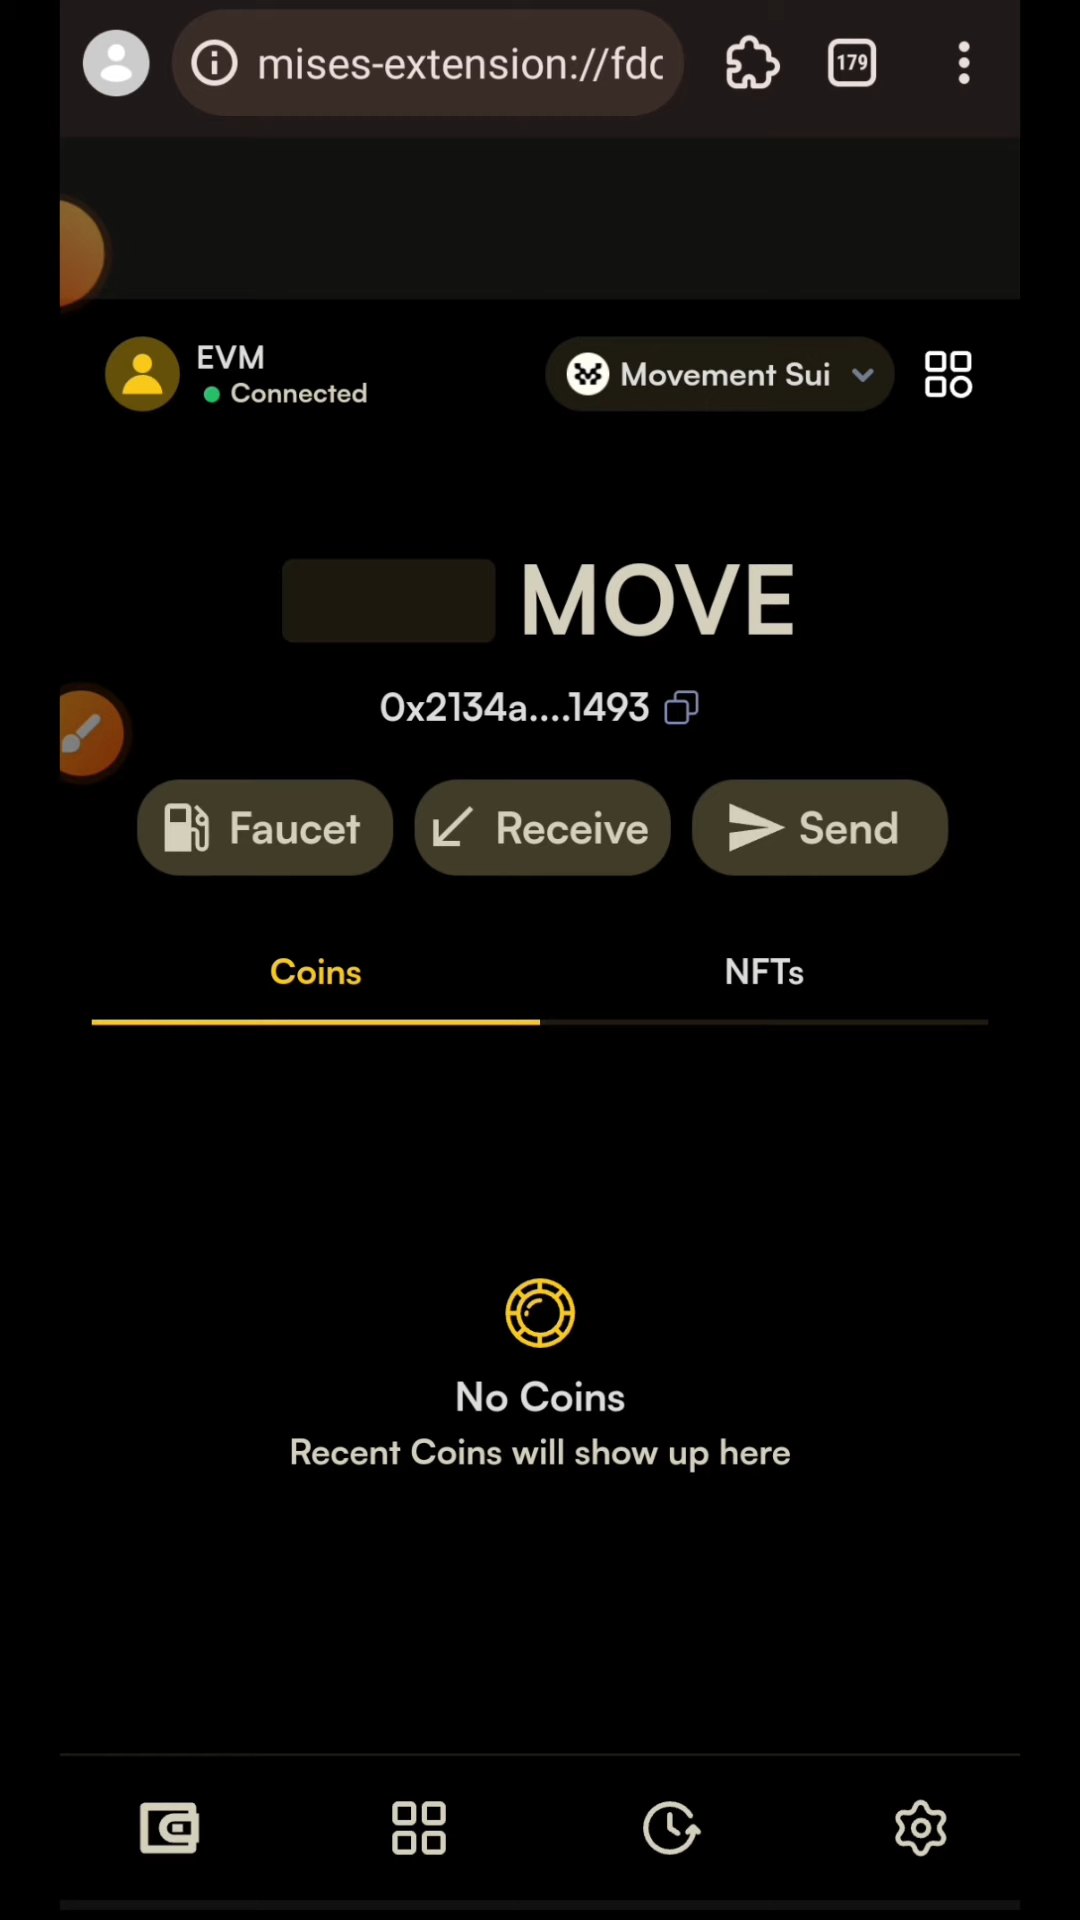 mises-extension://fdc
179
EVM
Connected
Movement Sui
MOVE
0x2134a....1493
Faucet
Receive
Send
Coins
NFTs
No Coins
Recent Coins will show up here